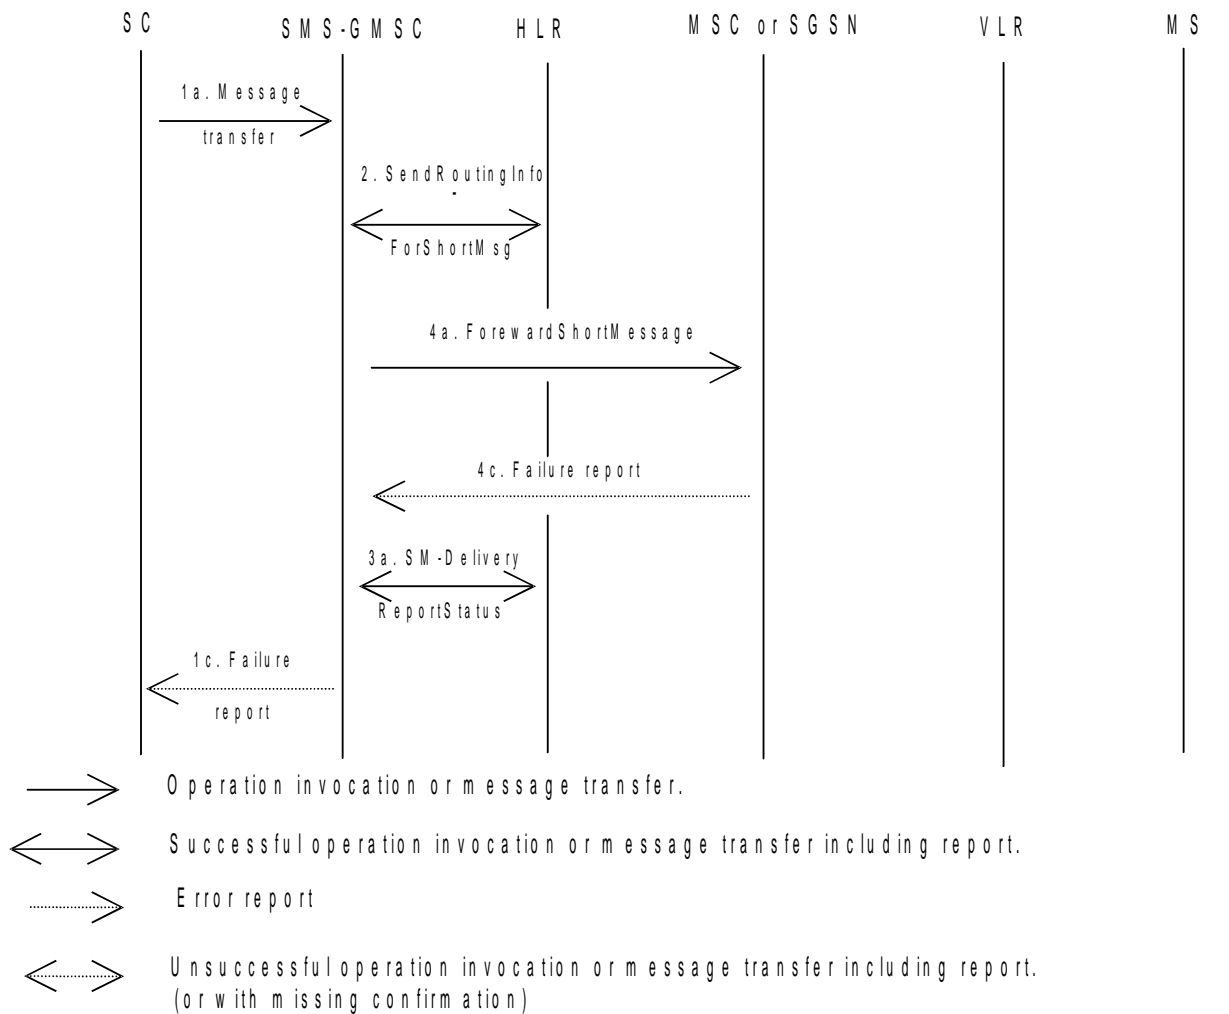 SC
SMS-GMSC
HLR
MSC or SGSN
VLR
MS
1a. Message
transfer
2. SendRoutingInfo
-
ForShortMsg
4a. ForewardShortMessage
4c. Failure report
3a. SM-Delivery
ReportStatus
1c. Failure
report
Operation invocation or message transfer.
Successful operation invocation or message transfer including report.
Error report
Unsuccessful operation invocation or message transfer including report.
(or with missing confirmation)